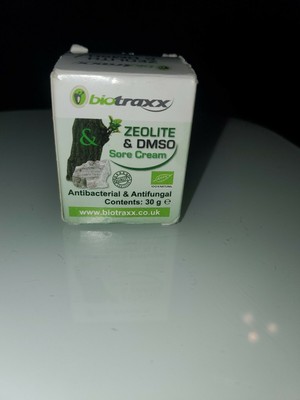 biotraxx
ZEOLITE
& & DMSO
Sore Cream
Antibacterial & Antifungal
Contents: 30 g ℮
www.biotraxx.co.uk